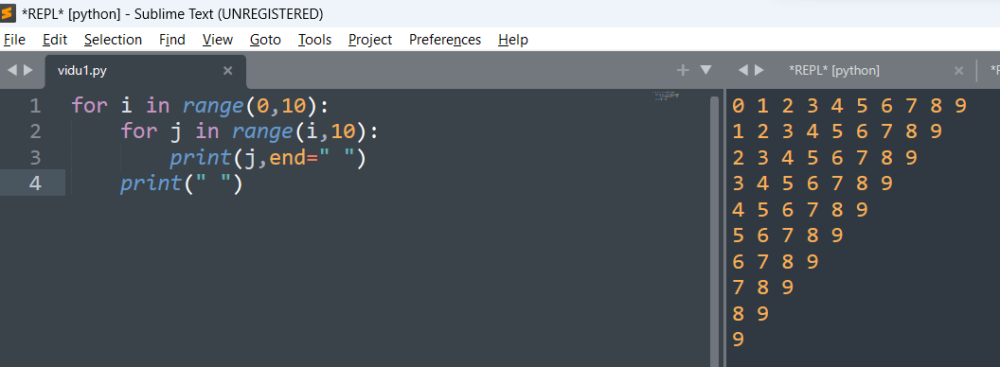 *REPL* [python] - Sublime Text (UNREGISTERED)
File Edit Selection Find View Goto Tools Project Preferences Help
vidu1.py × + *REPL* [python] ×
1 for i in range(0,10):
2     for j in range(i,10):
3         print(j,end=" ")
4     print(" ")
0 1 2 3 4 5 6 7 8 9
1 2 3 4 5 6 7 8 9
2 3 4 5 6 7 8 9
3 4 5 6 7 8 9
4 5 6 7 8 9
5 6 7 8 9
6 7 8 9
7 8 9
8 9
9